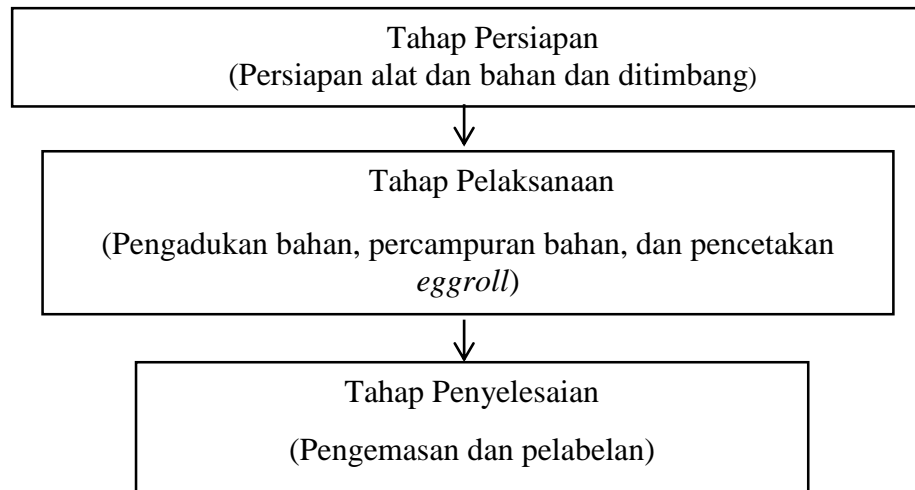 Tahap Persiapan
(Persiapan alat dan bahan dan ditimbang)
Tahap Pelaksanaan
(Pengadukan bahan, percampuran bahan, dan pencetakan
eggroll)
Tahap Penyelesaian
(Pengemasan dan pelabelan)